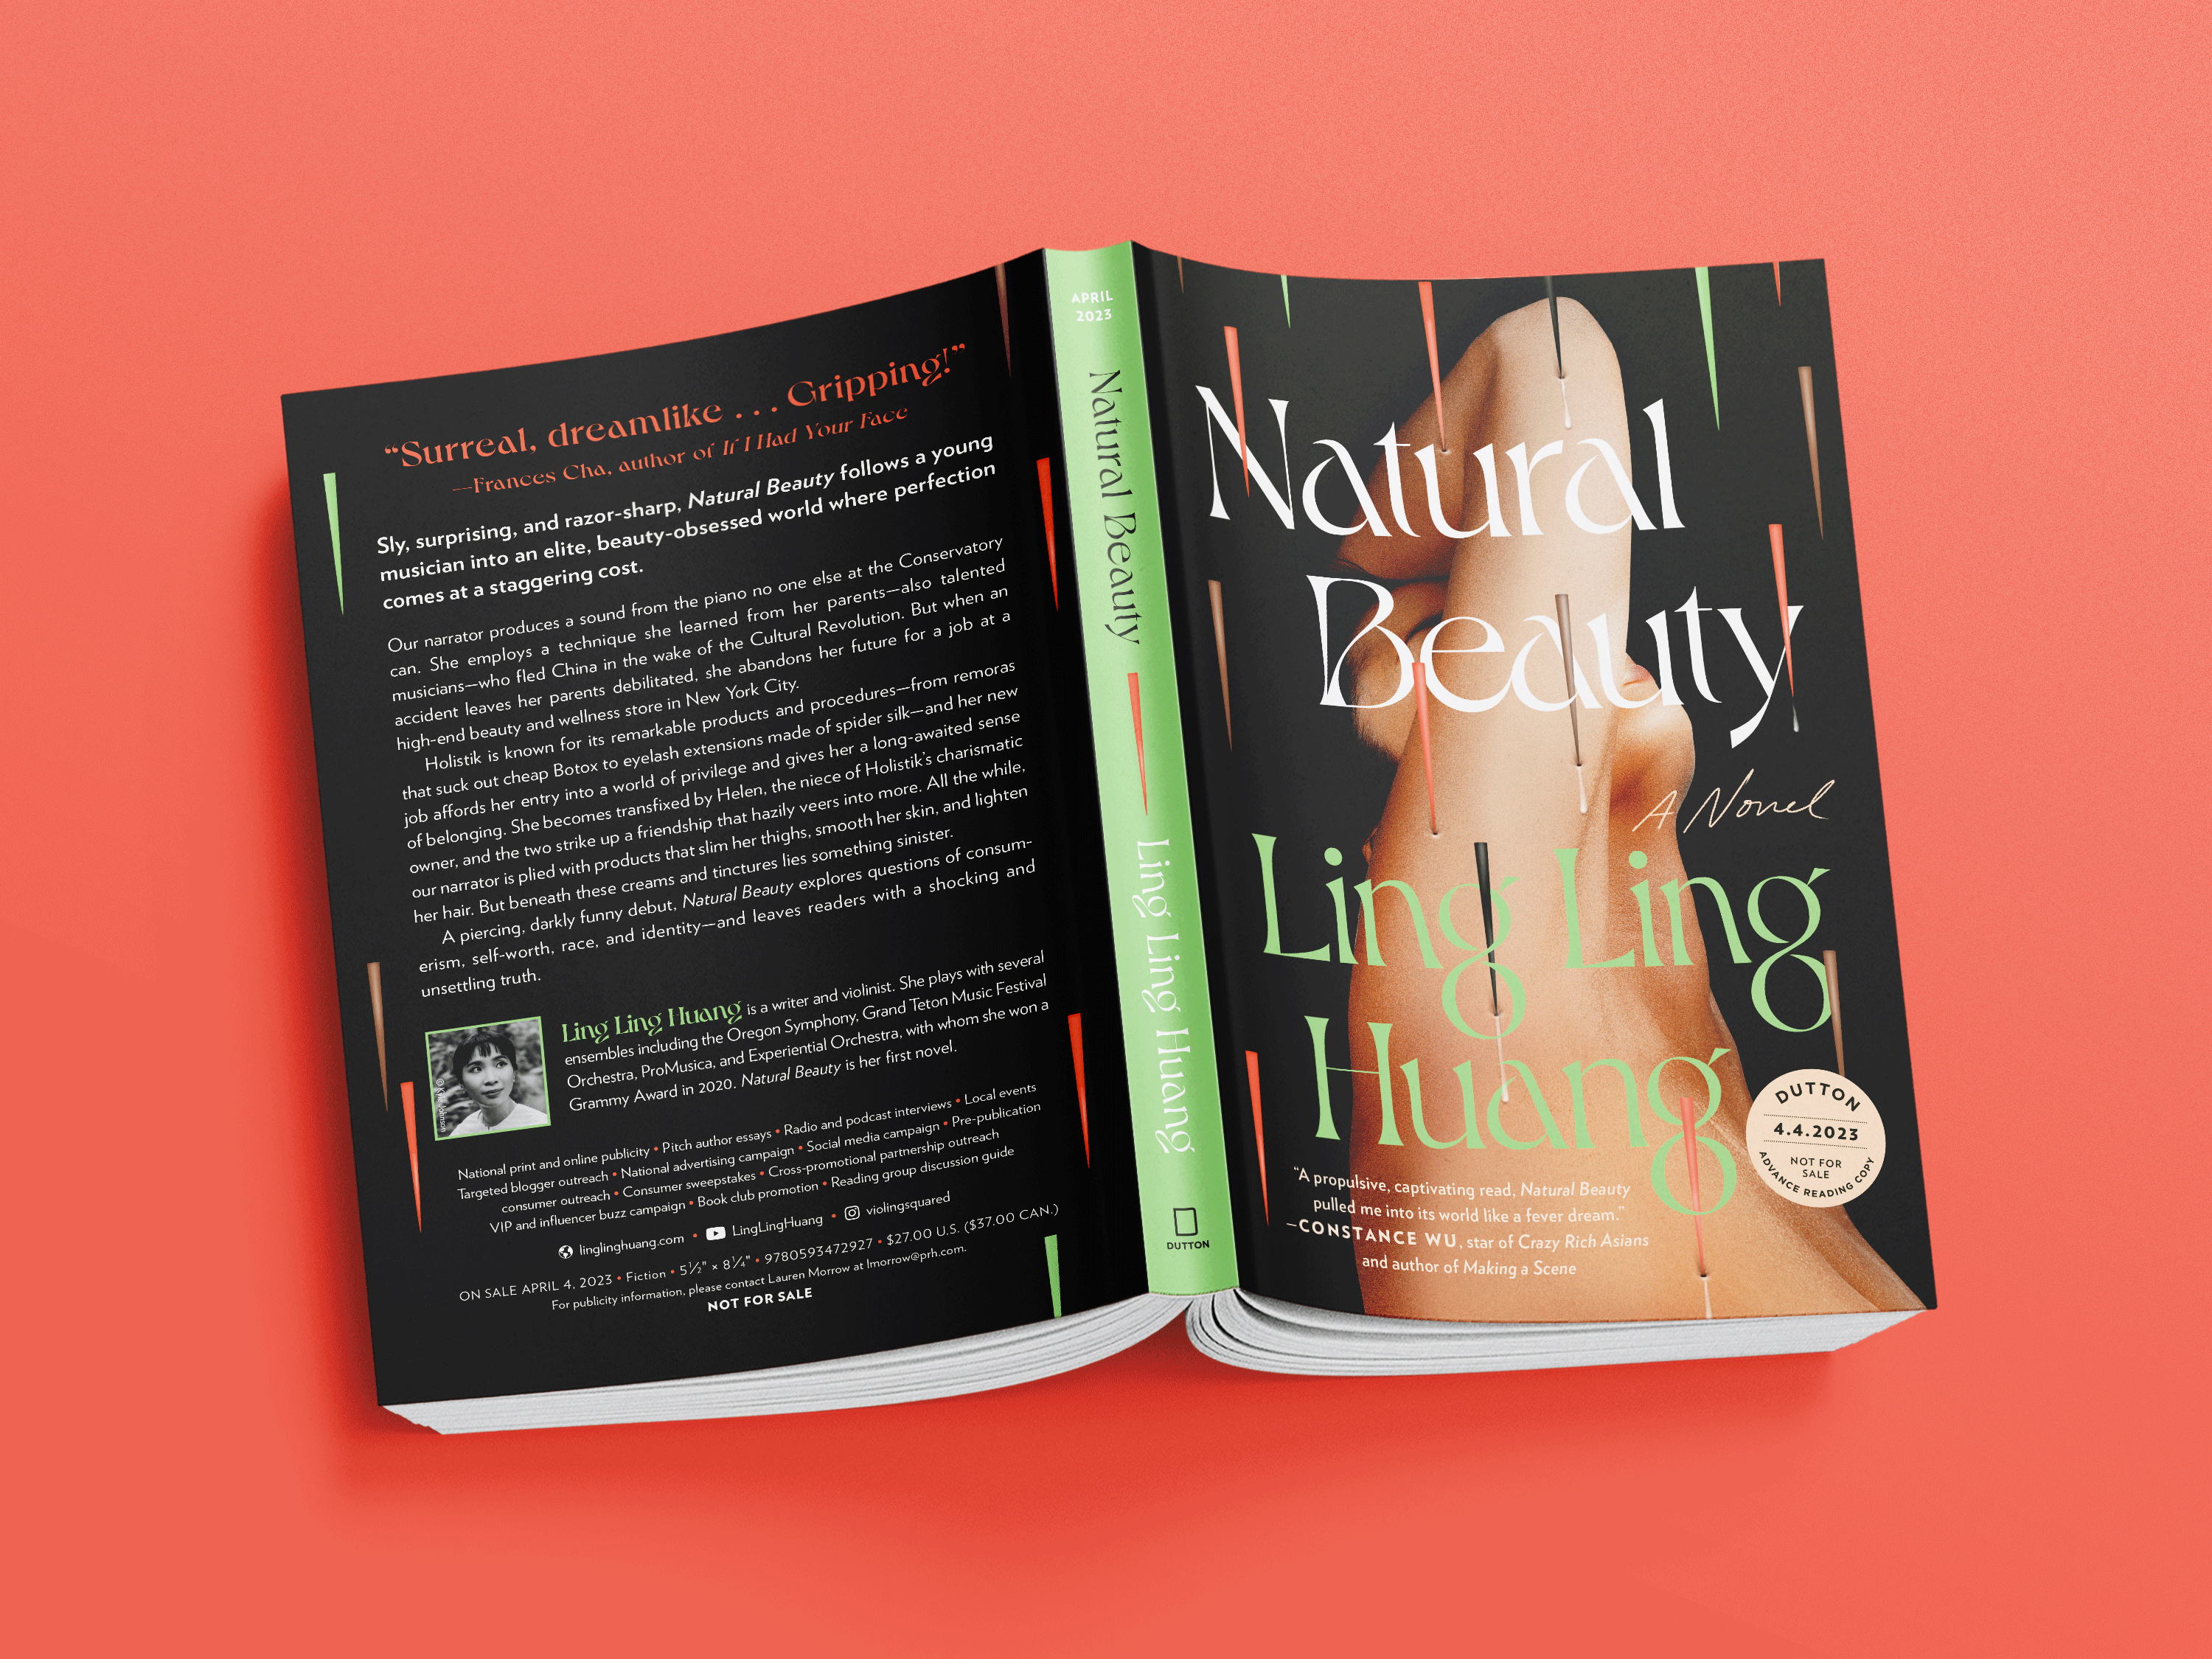 “Surreal, dreamlike . . . Gripping!”
—Frances Cha, author of If I Had Your Face
Sly, surprising, and razor-sharp, Natural Beauty follows a young
musician into an elite, beauty-obsessed world where perfection
comes at a staggering cost.
Our narrator produces a sound from the piano no one else at the Conservatory
can. She employs a technique she learned from her parents—also talented
musicians—who fled China in the wake of the Cultural Revolution. But when an
accident leaves her parents debilitated, she abandons her future for a job at a
high-end beauty and wellness store in New York City.
Holistik is known for its remarkable products and procedures—from remoras
that suck out cheap Botox to eyelash extensions made of spider silk—and her new
job affords her entry into a world of privilege and gives her a long-awaited sense
of belonging. She becomes transfixed by Helen, the niece of Holistik’s charismatic
owner, and the two strike up a friendship that hazily veers into more. All the while,
our narrator is plied with products that slim her thighs, smooth her skin, and lighten
her hair. But beneath these creams and tinctures lies something sinister.
A piercing, darkly funny debut, Natural Beauty explores questions of consum-
erism, self-worth, race, and identity—and leaves readers with a shocking and
unsettling truth.
© Kyle Johnson
Ling Ling Huang is a writer and violinist. She plays with several
ensembles including the Oregon Symphony, Grand Teton Music Festival
Orchestra, ProMusica, and Experiential Orchestra, with whom she won a
Grammy Award in 2020. Natural Beauty is her first novel.
National print and online publicity • Pitch author essays • Radio and podcast interviews • Local events
Targeted blogger outreach • National advertising campaign • Social media campaign • Pre-publication
consumer outreach • Consumer sweepstakes • Cross-promotional partnership outreach
VIP and influencer buzz campaign • Book club promotion • Reading group discussion guide
linglinghuang.com • LingLingHuang • violingsquared
ON SALE APRIL 4, 2023 • Fiction • 5½" × 8¼" • 9780593472927 • $27.00 U.S. ($37.00 CAN.)
For publicity information, please contact Lauren Morrow at lmorrow@prh.com.
NOT FOR SALE
APRIL
2023
Natural Beauty
Ling Ling Huang
DUTTON
Natural
Beauty
A Novel
Ling Ling
Huang
“A propulsive, captivating read, Natural Beauty
pulled me into its world like a fever dream.”
—CONSTANCE WU, star of Crazy Rich Asians
and author of Making a Scene
DUTTON
4.4.2023
NOT FOR
SALE
ADVANCE READING COPY